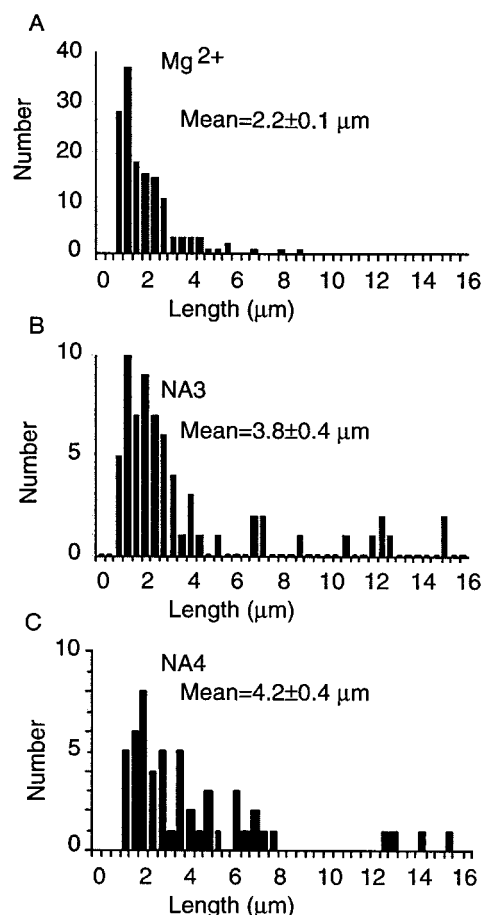 A
Mg2+
Mean=2.2±0.1 µm
Number
40
30
20
10
0
0 2 4 6 8 10 12 14 16
Length (µm)
B
NA3
Mean=3.8±0.4 µm
Number
10
5
0
0 2 4 6 8 10 12 14 16
Length (µm)
C
NA4
Mean=4.2±0.4 µm
Number
10
5
0
0 2 4 6 8 10 12 14 16
Length (µm)